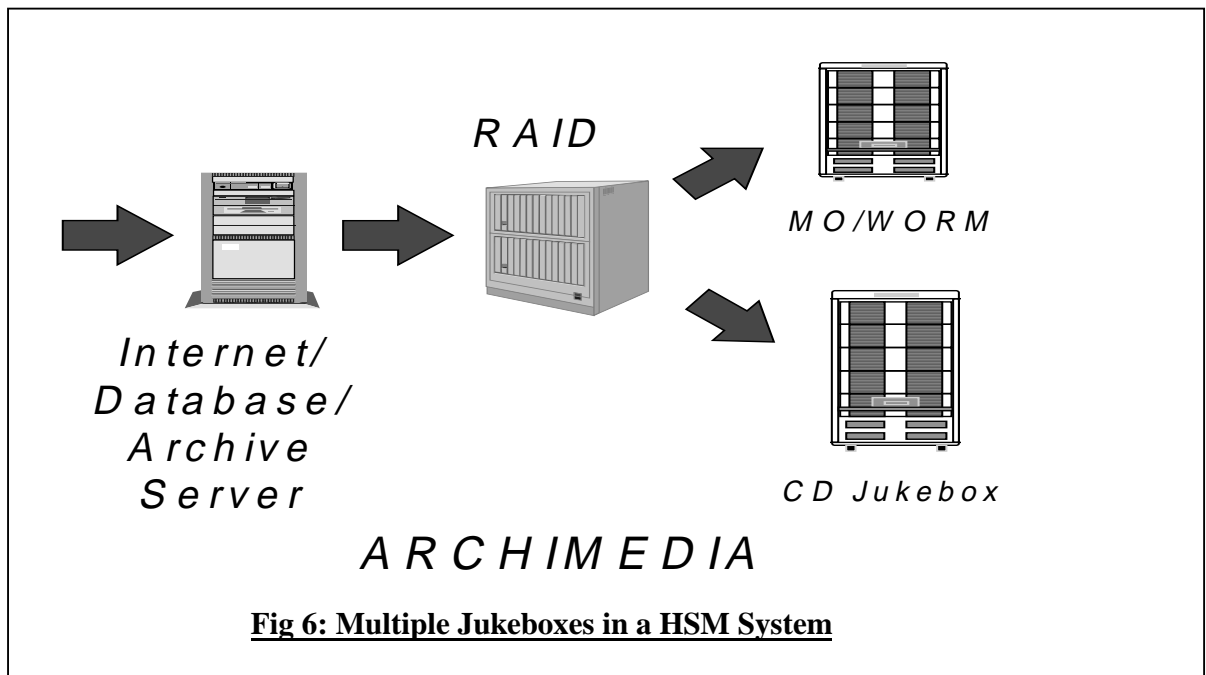 RAID
MO/WORM
Internet/
Database/
Archive
Server
CD Jukebox
ARCHIMEDIA
Fig 6: Multiple Jukeboxes in a HSM System